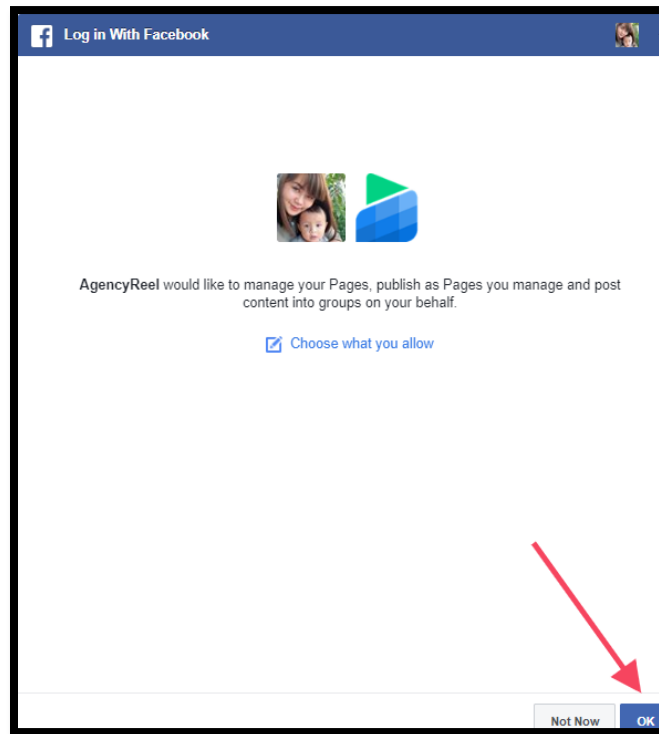 Log in With Facebook
AgencyReel would like to manage your Pages, publish as Pages you manage and post
content into groups on your behalf.
Choose what you allow
Not Now
OK